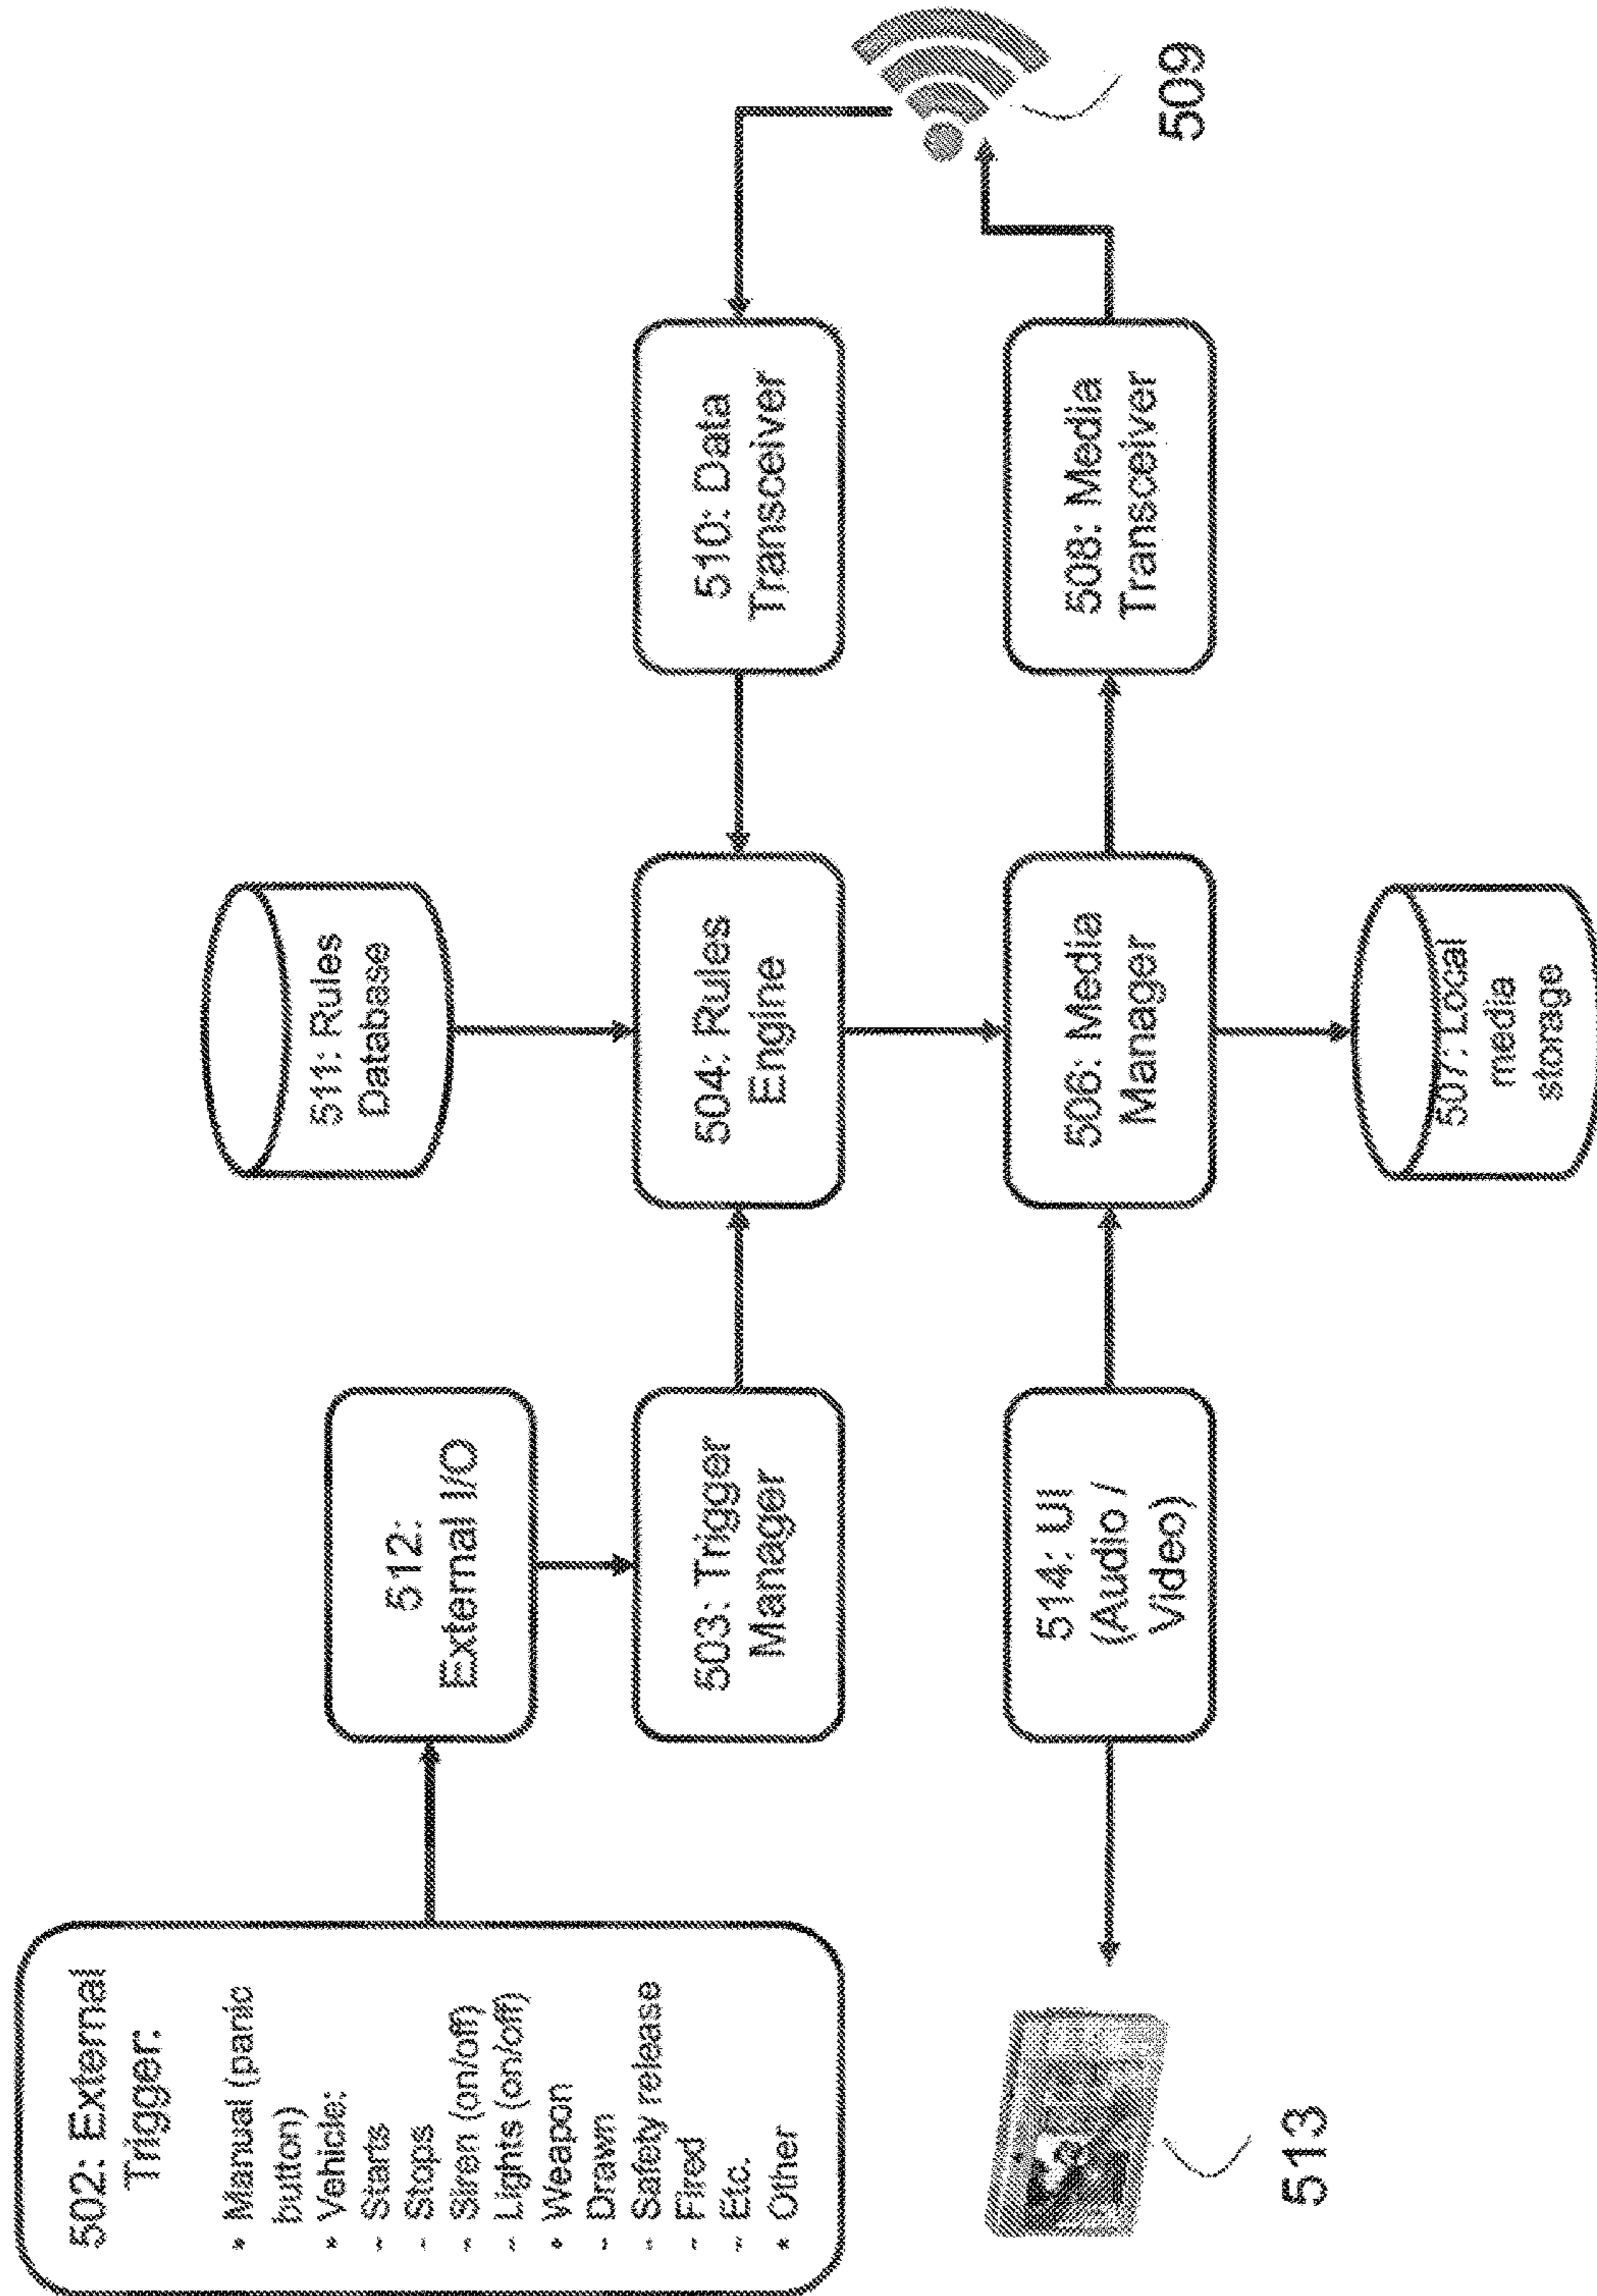 502: External
Trigger:
* Manual (panic
button)
* Vehicle:
- Starts
- Stops
- Siren (on/off)
- Lights (on/off)
* Weapon
- Drawn
- Safety release
- Fired
- Etc.
* Other
512:
External I/O
503: Trigger
Manager
511: Rules
Database
504: Rules
Engine
510: Data
Transceiver
509
513
514: UI
(Audio /
Video)
506: Media
Manager
508: Media
Transceiver
507: Local
media
storage